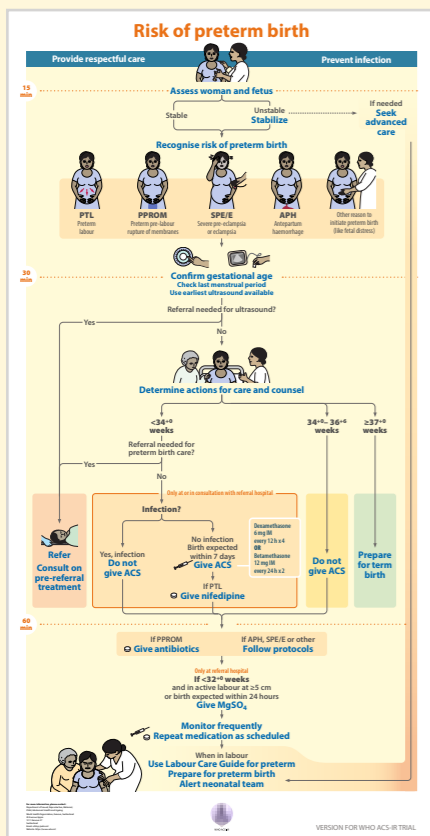 Risk of preterm birth
Provide respectful care
Prevent infection
15
min
Assess woman and fetus
Stable
Unstable
Stabilize
If needed
Seek
advanced
care
Recognise risk of preterm birth
PTL
Preterm
labour
PPROM
Preterm pre-labour
rupture of membranes
SPE/E
Severe pre-eclampsia
or eclampsia
APH
Antepartum
haemorrhage
Other reason to
initiate preterm birth
(like fetal distress)
30
min
Confirm gestational age
Check last menstrual period
Use earliest ultrasound available
Referral needed for ultrasound?
Yes
No
Determine actions for care and counsel
<34+0
weeks
34+0– 36+6
weeks
≥37+0
weeks
Referral needed for
preterm birth care?
Yes
No
Only at or in consultation with referral hospital
Infection?
Yes, infection
Do not
give ACS
No infection
Birth expected
within 7 days
Give ACS
Dexamethasone
6 mg IM
every 12 h x 4
OR
Betamethasone
12 mg IM
every 24 h x 2
If PTL
Give nifedipine
Refer
Consult on
pre-referral
treatment
Do not
give ACS
Prepare
for term
birth
60
min
If PPROM
Give antibiotics
If APH, SPE/E or other
Follow protocols
Only at referral hospital
If <32+0 weeks
and in active labour at ≥5 cm
or birth expected within 24 hours
Give MgSO4
Monitor frequently
Repeat medication as scheduled
When in labour
Use Labour Care Guide for preterm
Prepare for preterm birth
Alert neonatal team
VERSION FOR WHO ACS-IR TRIAL